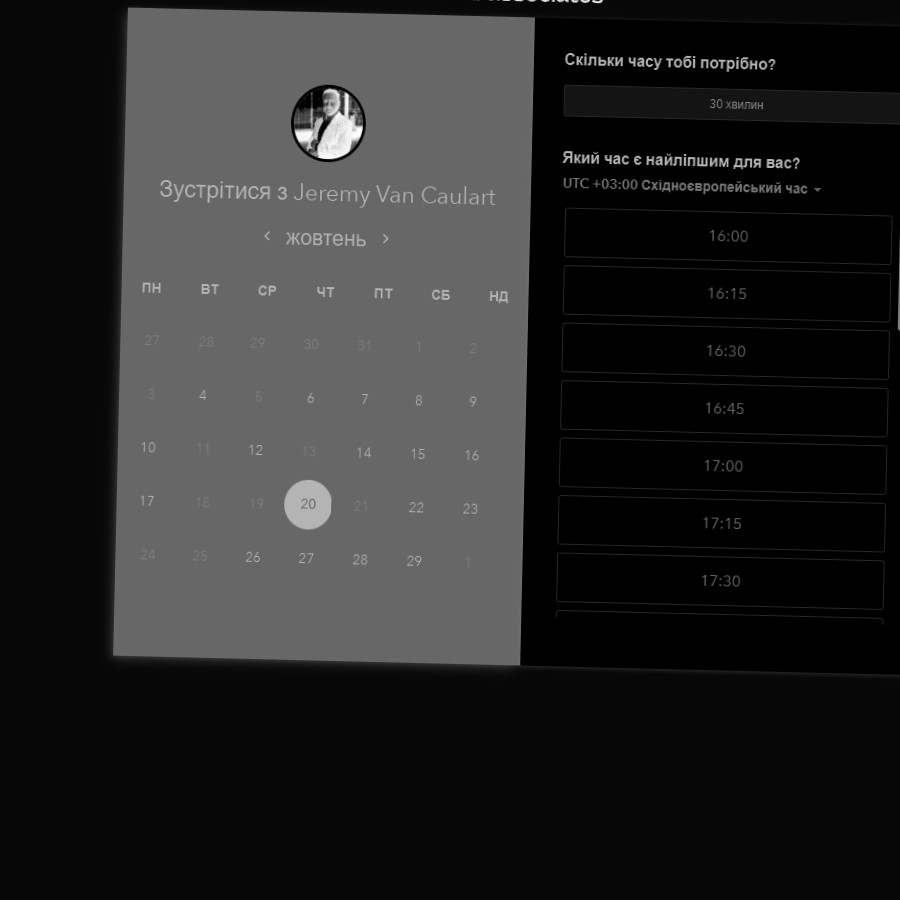 Зустрітися з Jeremy Van Caulart
жовтень
ПН ВТ СР ЧТ ПТ СБ НД
27 28 29 30 31 1 2
3 4 5 6 7 8 9
10 11 12 13 14 15 16
17 18 19 20 21 22 23
24 25 26 27 28 29 1
Скільки часу тобі потрібно?
30 хвилин
Який час є найліпшим для вас?
UTC +03:00 Східноєвропейський час
16:00
16:15
16:30
16:45
17:00
17:15
17:30